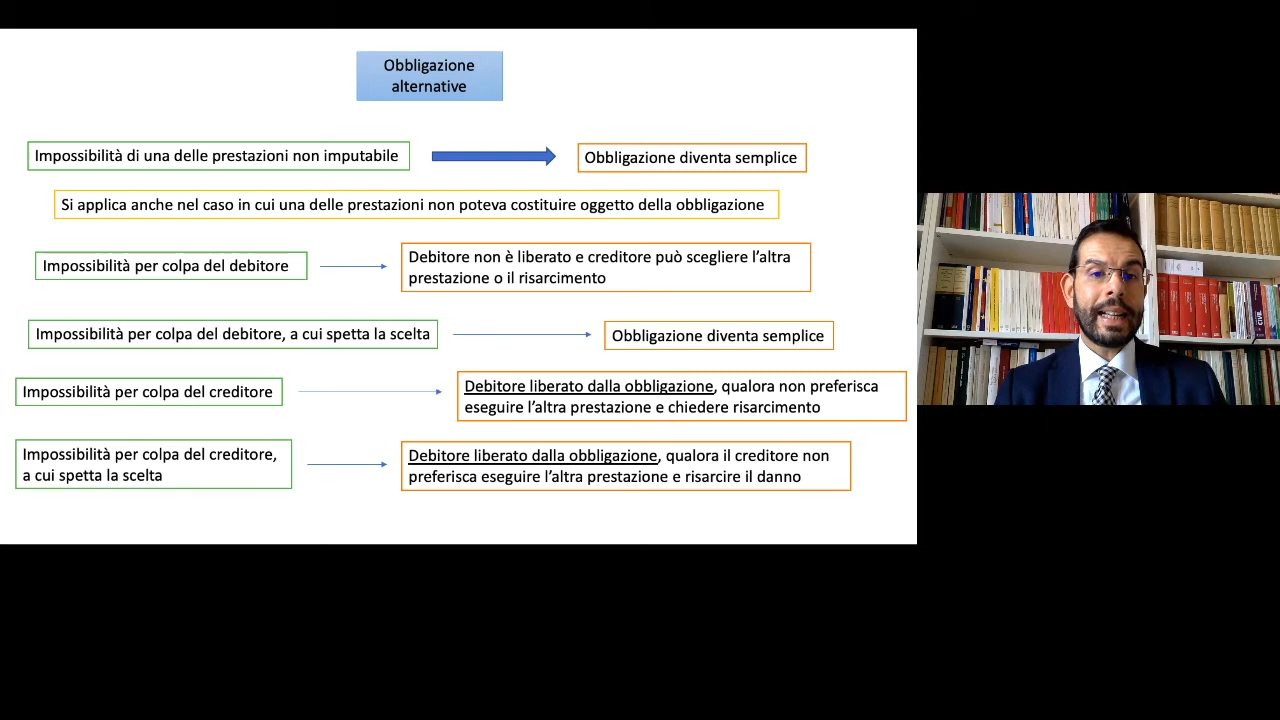 Obbligazione
alternative
Impossibilità di una delle prestazioni non imputabile
Obbligazione diventa semplice
Si applica anche nel caso in cui una delle prestazioni non poteva costituire oggetto della obbligazione
Impossibilità per colpa del debitore
Debitore non è liberato e creditore può scegliere l'altra
prestazione o il risarcimento
Impossibilità per colpa del debitore, a cui spetta la scelta
Obbligazione diventa semplice
Impossibilità per colpa del creditore
Debitore liberato dalla obbligazione, qualora non preferisca
eseguire l'altra prestazione e chiedere risarcimento
Impossibilità per colpa del creditore,
a cui spetta la scelta
Debitore liberato dalla obbligazione, qualora il creditore non
preferisca eseguire l'altra prestazione e risarcire il danno